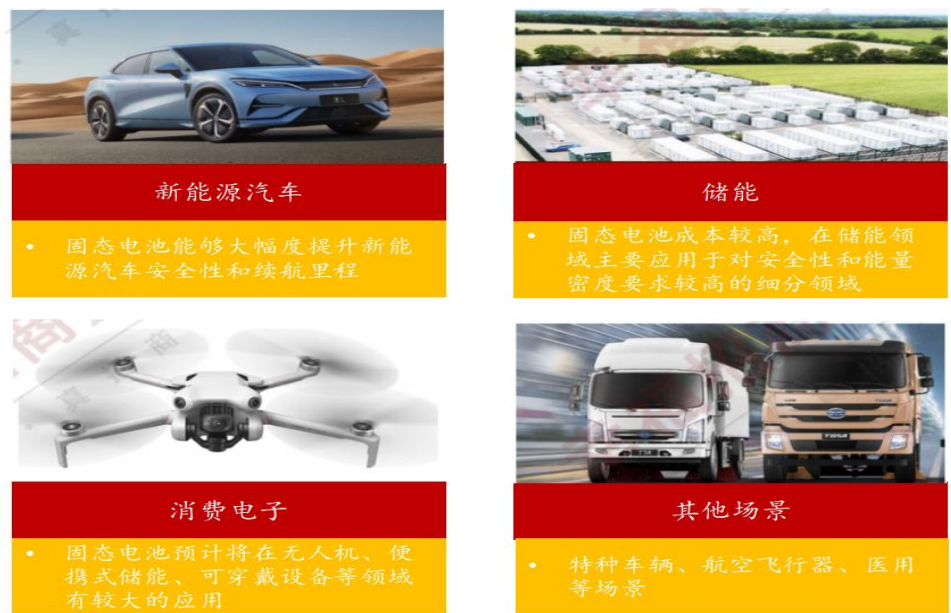 新能源汽车
• 固态电池能够大幅度提升新能
源汽车安全性和续航里程
储能
• 固态电池成本较高，在储能领
域主要应用于对安全性和能量
密度要求较高的细分领域
消费电子
• 固态电池预计将在无人机、便
携式储能、可穿戴设备等领域
有较大的应用
其他场景
• 特种车辆、航空飞行器、医用
等场景